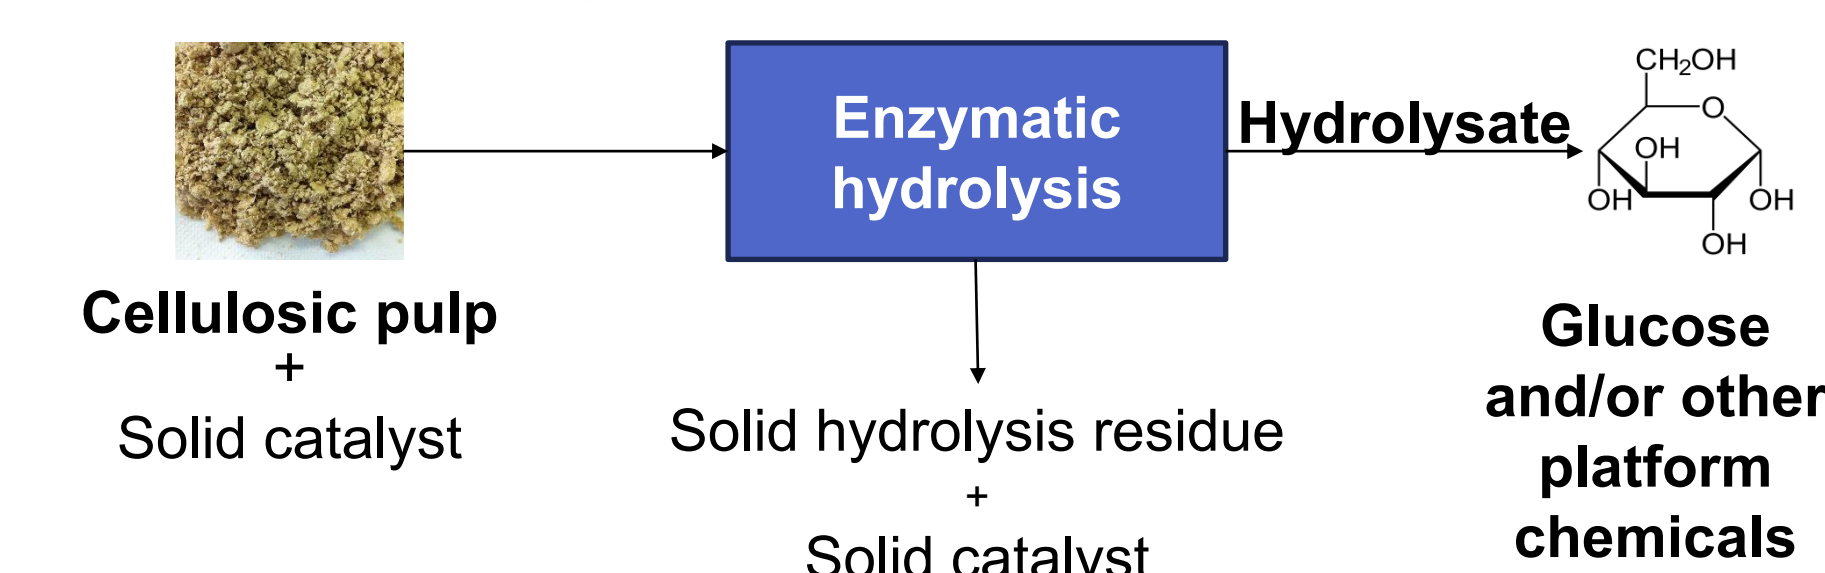 Cellulosic pulp
+
Solid catalyst
Enzymatic
hydrolysis
Solid hydrolysis residue
+
Solid catalyst
Hydrolysate
CH₂OH
O
OH
OH
OH
OH
Glucose
and/or other
platform
chemicals